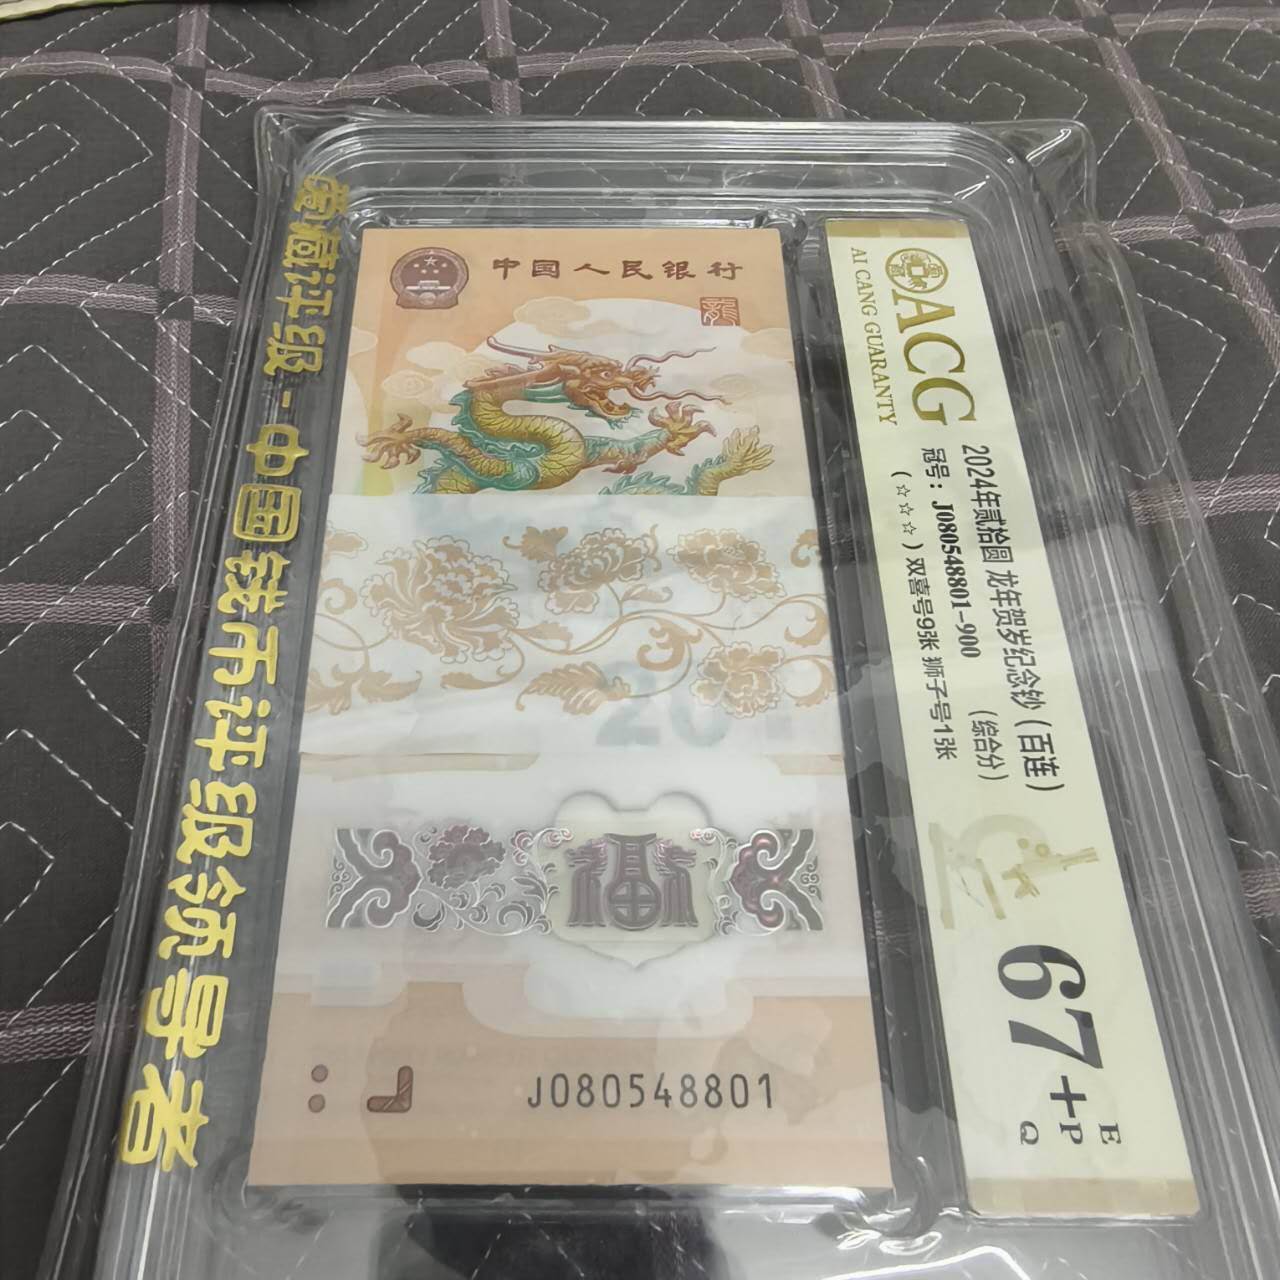 爱藏评级-中国钱币评级领导者
中国人民银行
J080548801
ACG
AI CANG GUARANTY
2024年贰拾圆 龙年贺岁纪念钞(百连)
冠号:J080548801-900
(综合分)
(☆☆☆)双喜号9张 狮子号1张
67+
E
P
Q